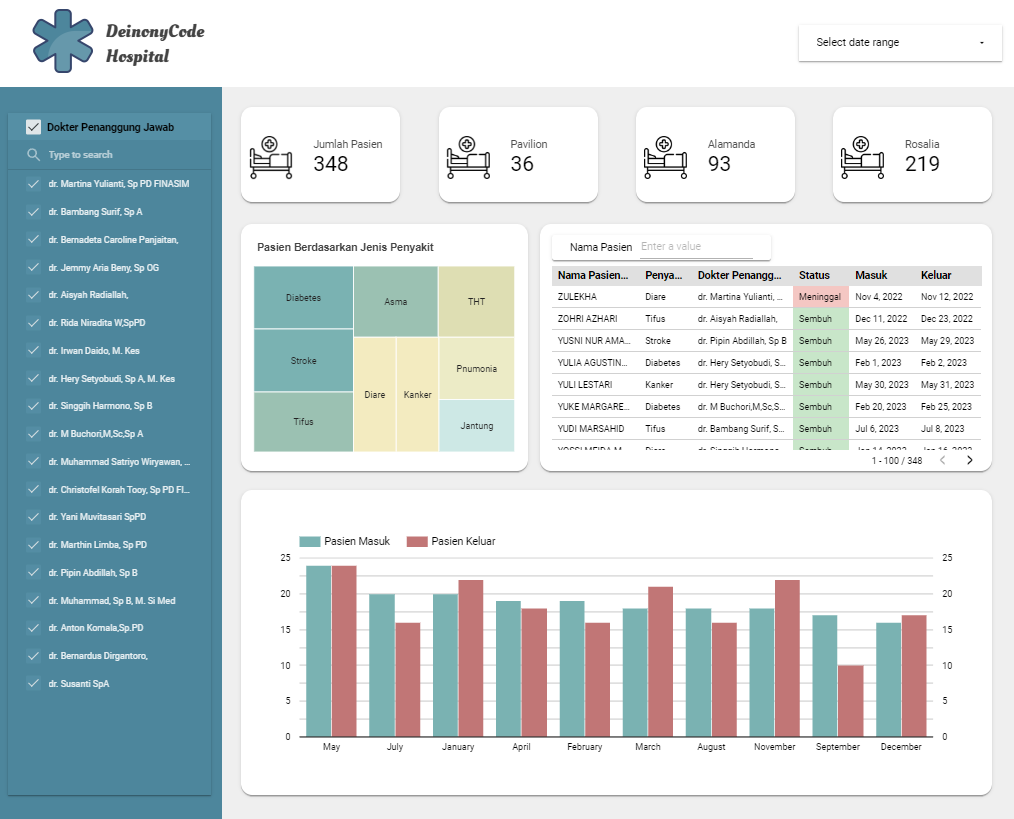 DeinonyCode
Hospital
Select date range
Dokter Penanggung Jawab
Type to search
dr. Martina Yulianti, Sp PD FINASIM
dr. Bambang Surif, Sp A
dr. Bernadeta Caroline Panjaitan,
dr. Jemmy Aria Beny, Sp OG
dr. Aisyah Radiallah,
dr. Rida Niradita W,SpPD
dr. Irwan Daido, M. Kes
dr. Hery Setyobudi, Sp A, M. Kes
dr. Singgih Harmono, Sp B
dr. M Buchori,M,Sc,Sp A
dr. Muhammad Satriyo Wiryawan, ...
dr. Christofel Korah Tooy, Sp PD FI...
dr. Yani Muvitasari SpPD
dr. Marthin Limba, Sp PD
dr. Pipin Abdillah, Sp B
dr. Muhammad, Sp B, M. Si Med
dr. Anton Komala,Sp.PD
dr. Bernardus Dirgantoro,
dr. Susanti SpA
Jumlah Pasien
348
Pavilion
36
Alamanda
93
Rosalia
219
Pasien Berdasarkan Jenis Penyakit
Diabetes
Asma
THT
Stroke
Pnumonia
Diare
Kanker
Tifus
Jantung
Nama Pasien Enter a value
Nama Pasien... Penya... Dokter Penangg... Status Masuk Keluar
ZULEKHA Diare dr. Martina Yulianti, ... Meninggal Nov 4, 2022 Nov 12, 2022
ZOHRI AZHARI Tifus dr. Aisyah Radiallah, Sembuh Dec 11, 2022 Dec 23, 2022
YUSNI NUR AMA... Stroke dr. Pipin Abdillah, Sp B Sembuh May 26, 2023 May 29, 2023
YULIA AGUSTIN... Diabetes dr. Hery Setyobudi, S... Sembuh Feb 1, 2023 Feb 2, 2023
YULI LESTARI Kanker dr. Hery Setyobudi, S... Sembuh May 30, 2023 May 31, 2023
YUKE MARGARE... Diabetes dr. M Buchori,M,Sc,S... Sembuh Feb 20, 2023 Feb 25, 2023
YUDI MARSAHID Tifus dr. Bambang Surif, S... Sembuh Jul 6, 2023 Jul 8, 2023
1 - 100 / 348
Pasien Masuk Pasien Keluar
25 25
20 20
15 15
10 10
5 5
0 0
May July January April February March August November September December